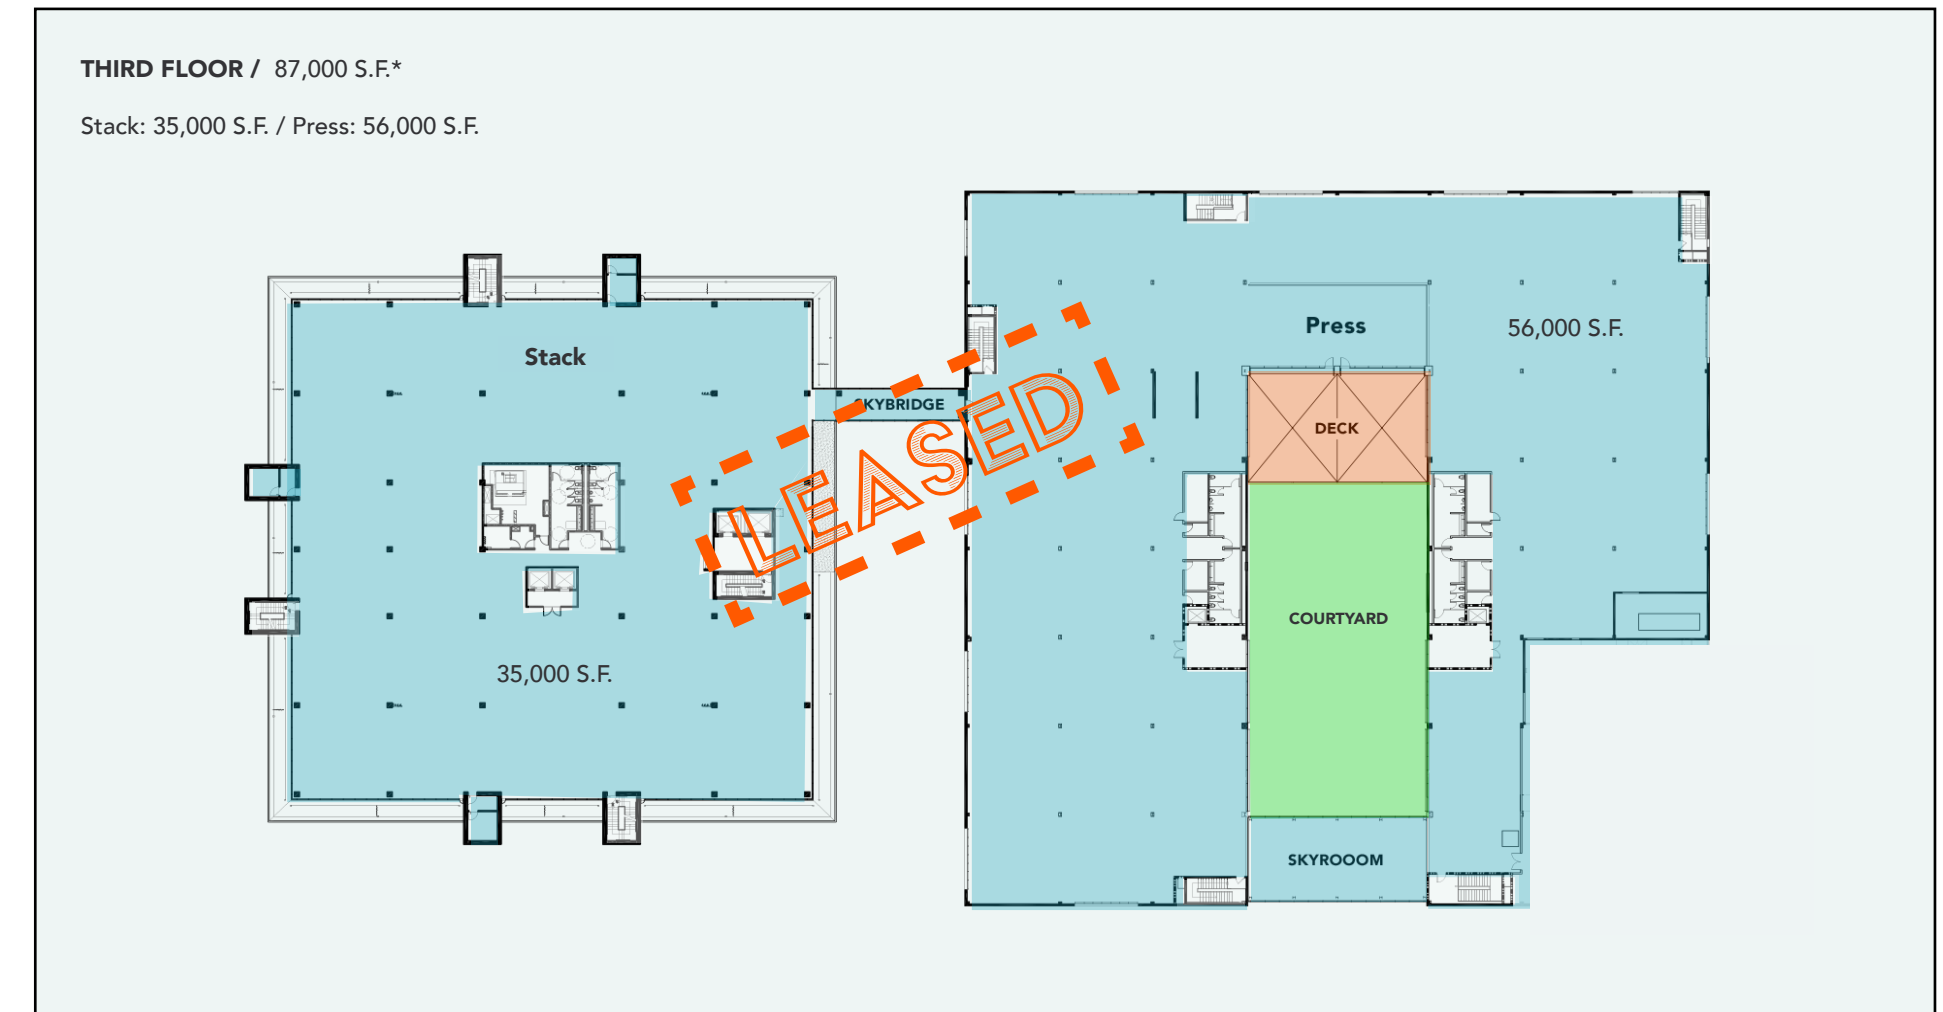 THIRD FLOOR / 87,000 S.F.*
Stack: 35,000 S.F. / Press: 56,000 S.F.
Press
56,000 S.F.
Stack
SKYBRIDGE
LEASED
DECK
COURTYARD
35,000 S.F.
SKYROOOM